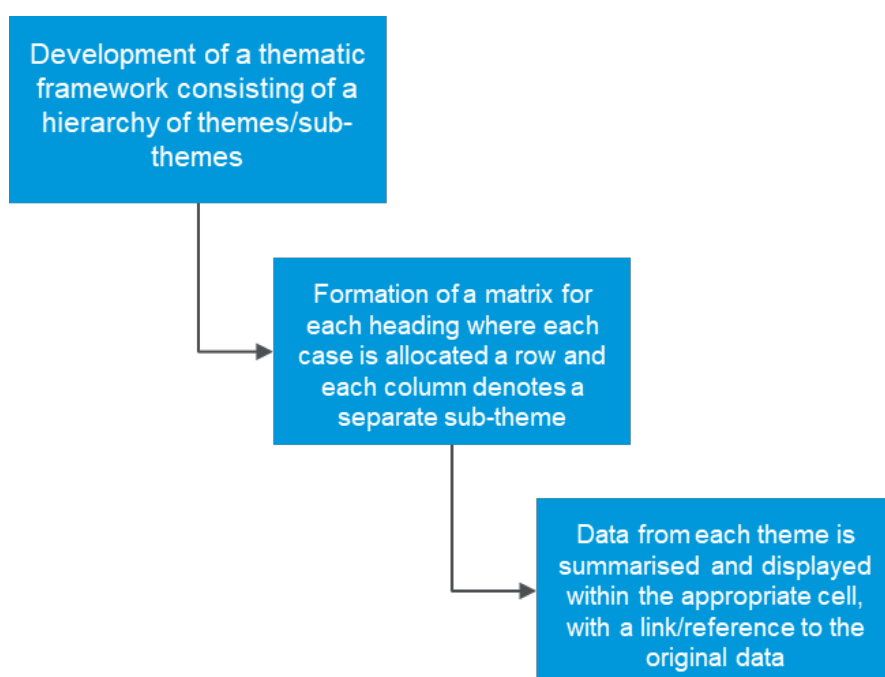 Development of a thematic
framework consisting of a
hierarchy of themes/sub-
themes
Formation of a matrix for
each heading where each
case is allocated a row and
each column denotes a
separate sub-theme
Data from each theme is
summarised and displayed
within the appropriate cell,
with a link/reference to the
original data